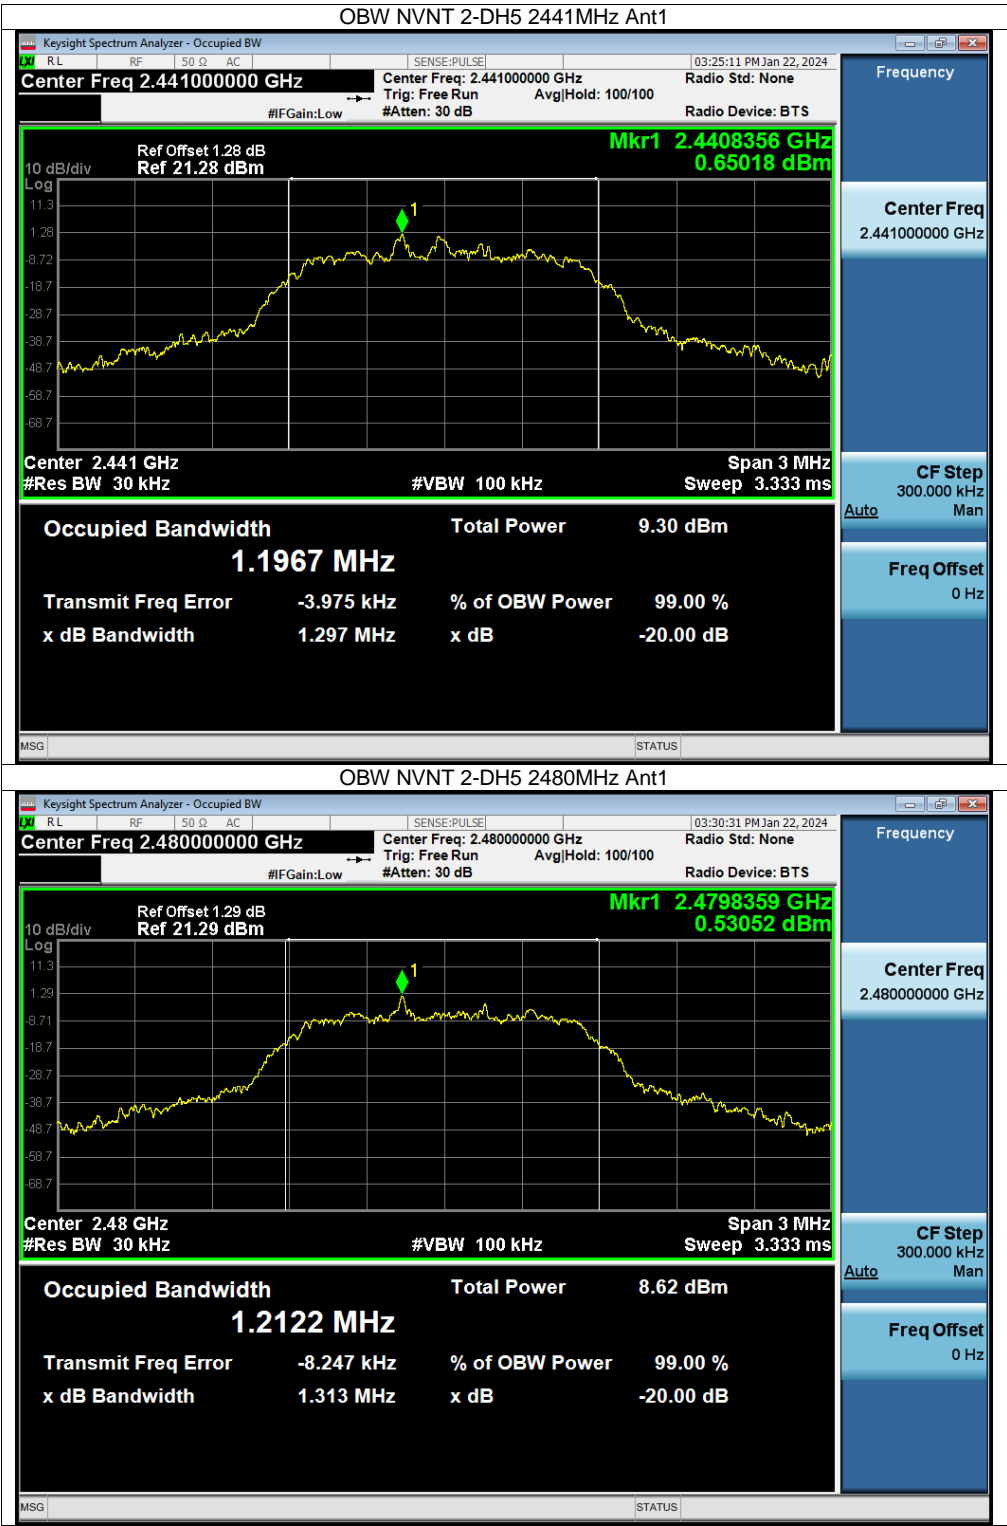 OBW NVNT 2-DH5 2441MHz Ant1
Keysight Spectrum Analyzer - Occupied BW
LXI RL RF 50 Ω AC SENSE:PULSE 03:25:11 PM Jan 22, 2024
Center Freq 2.441000000 GHz
Center Freq: 2.441000000 GHz
Radio Std: None
Trig: Free Run Avg|Hold: 100/100
#IFGain:Low #Atten: 30 dB Radio Device: BTS
Mkr1 2.4408356 GHz
0.65018 dBm
Ref Offset 1.28 dB
10 dB/div Ref 21.28 dBm
Log
11.3
1
1.28
-8.72
-18.7
-28.7
-38.7
-48.7
-58.7
-68.7
Center 2.441 GHz Span 3 MHz
#Res BW 30 kHz #VBW 100 kHz Sweep 3.333 ms
Occupied Bandwidth Total Power 9.30 dBm
1.1967 MHz
Transmit Freq Error -3.975 kHz % of OBW Power 99.00 %
x dB Bandwidth 1.297 MHz x dB -20.00 dB
MSG STATUS
Frequency
Center Freq
2.441000000 GHz
CF Step
300.000 kHz
Auto Man
Freq Offset
0 Hz
OBW NVNT 2-DH5 2480MHz Ant1
Keysight Spectrum Analyzer - Occupied BW
LXI RL RF 50 Ω AC SENSE:PULSE 03:30:31 PM Jan 22, 2024
Center Freq 2.480000000 GHz
Center Freq: 2.480000000 GHz
Radio Std: None
Trig: Free Run Avg|Hold: 100/100
#IFGain:Low #Atten: 30 dB Radio Device: BTS
Mkr1 2.4798359 GHz
0.53052 dBm
Ref Offset 1.29 dB
10 dB/div Ref 21.29 dBm
Log
11.3
1
1.29
-8.71
-18.7
-28.7
-38.7
-48.7
-58.7
-68.7
Center 2.48 GHz Span 3 MHz
#Res BW 30 kHz #VBW 100 kHz Sweep 3.333 ms
Occupied Bandwidth Total Power 8.62 dBm
1.2122 MHz
Transmit Freq Error -8.247 kHz % of OBW Power 99.00 %
x dB Bandwidth 1.313 MHz x dB -20.00 dB
MSG STATUS
Frequency
Center Freq
2.480000000 GHz
CF Step
300.000 kHz
Auto Man
Freq Offset
0 Hz